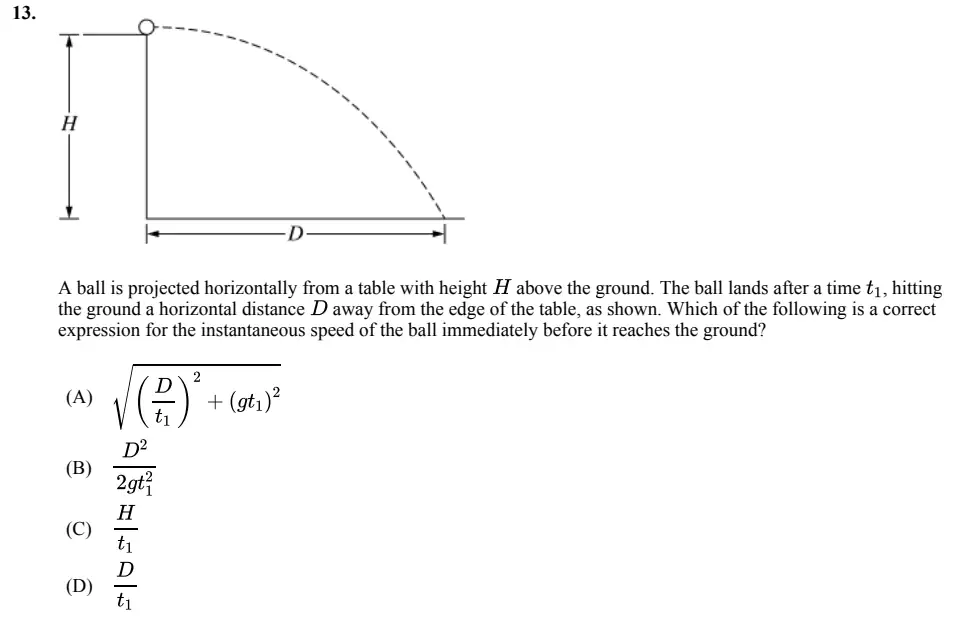 13.
H
D
A ball is projected horizontally from a table with height H above the ground. The ball lands after a time t₁, hitting
the ground a horizontal distance D away from the edge of the table, as shown. Which of the following is a correct
expression for the instantaneous speed of the ball immediately before it reaches the ground?
(A) √((D/t₁)² + (gt₁)²)
(B) D²/2gt₁²
(C) H/t₁
(D) D/t₁